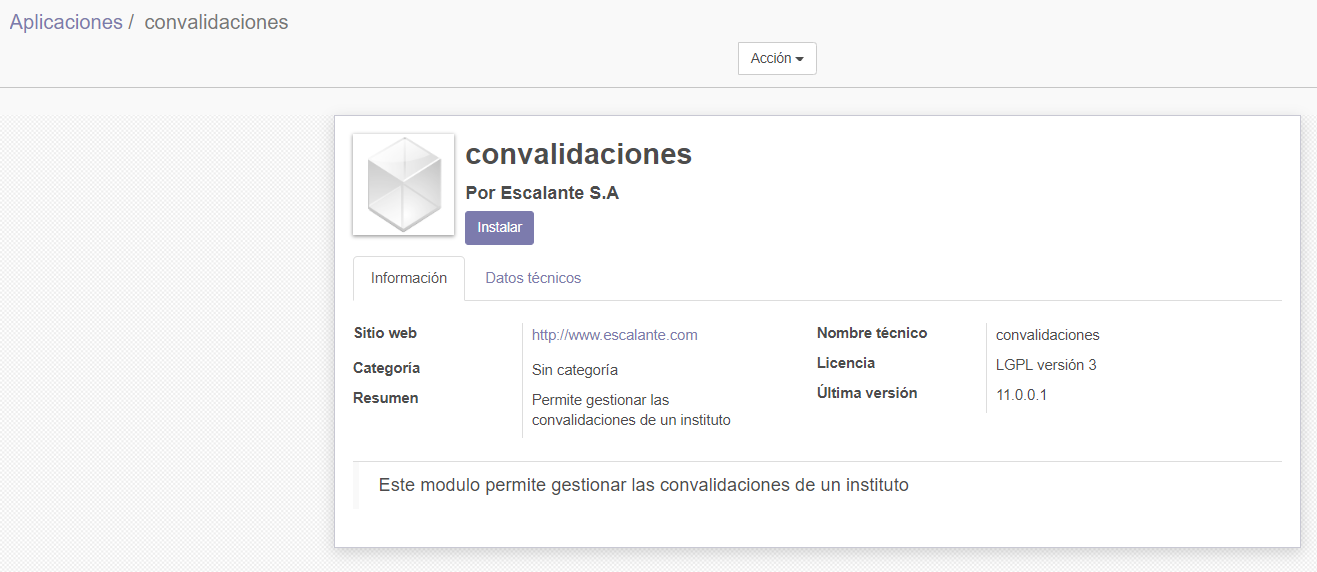 Aplicaciones / convalidaciones
Acción
convalidaciones
Por Escalante S.A
Instalar
Información
Datos técnicos
Sitio web
http://www.escalante.com
Categoría
Sin categoría
Resumen
Permite gestionar las
convalidaciones de un instituto
Nombre técnico
convalidaciones
Licencia
LGPL versión 3
Última versión
11.0.0.1
Este modulo permite gestionar las convalidaciones de un instituto